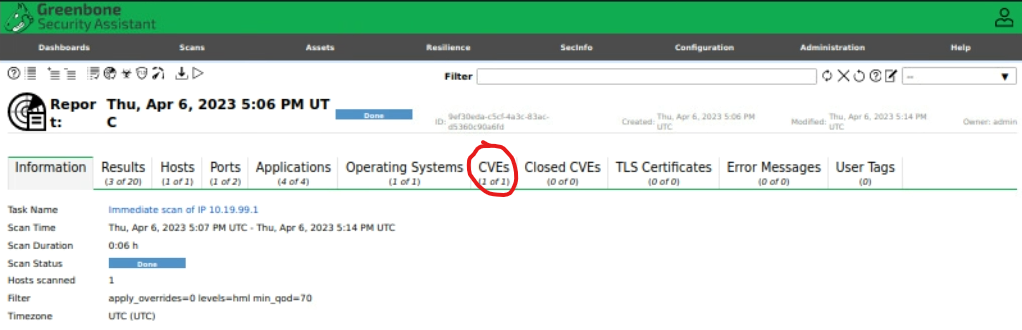 Greenbone
Security Assistant
Dashboards Scans Assets Resilience SecInfo Configuration Administration Help
Filter --
Repor Thu, Apr 6, 2023 5:06 PM UT
t: C
Done
ID: 9ef30eda-c5cf-4a3c-83ac-
d5360c90a6fd
Created: Thu, Apr 6, 2023 5:06 PM
UTC
Modified: Thu, Apr 6, 2023 5:14 PM
UTC
Owner: admin
Information Results Hosts Ports Applications Operating Systems CVEs Closed CVEs TLS Certificates Error Messages User Tags
(3 of 20) (1 of 1) (1 of 2) (4 of 4) (1 of 1) (1 of 1) (0 of 0) (0 of 0) (0 of 0) (0)
Task Name Immediate scan of IP 10.19.99.1
Scan Time Thu, Apr 6, 2023 5:07 PM UTC - Thu, Apr 6, 2023 5:14 PM UTC
Scan Duration 0:06 h
Scan Status Done
Hosts scanned 1
Filter apply_overrides=0 levels=hml min_qod=70
Timezone UTC (UTC)